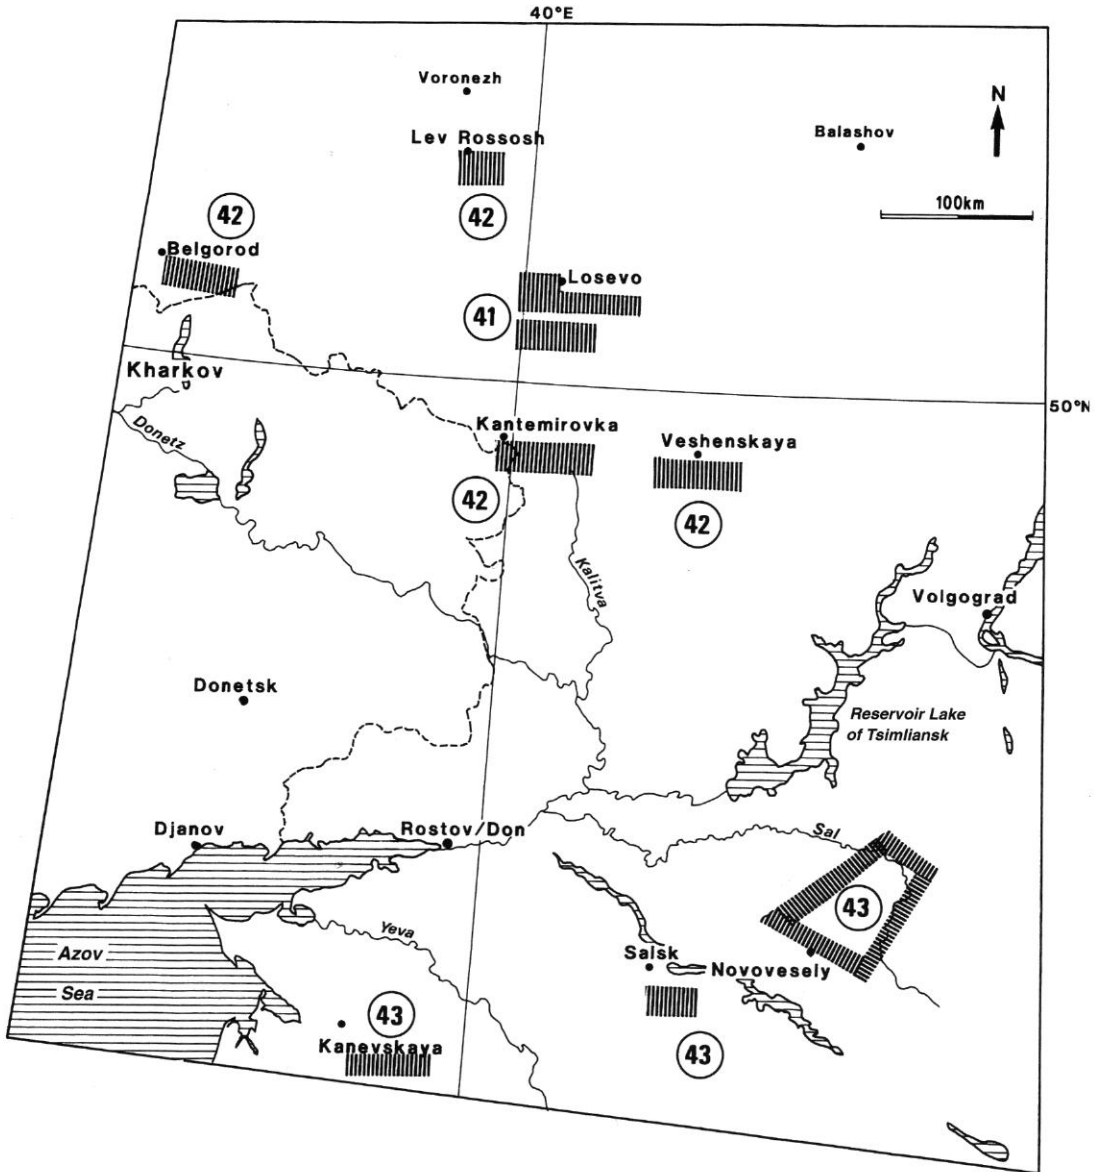 40°E
Voronezh
N
Lev Rossosh
Balashov
100km
42
42
Belgorod
Losevo
41
Kharkov
50°N
Kantemirovka
Donetz
Veshenskaya
42
42
Kalitva
Volgograd
Donetsk
Reservoir Lake
of Tsimliansk
Djanov
Rostov/Don
Sal
43
Yeva
Azov
Salsk
Novovesely
Sea
43
Kanevskaya
43